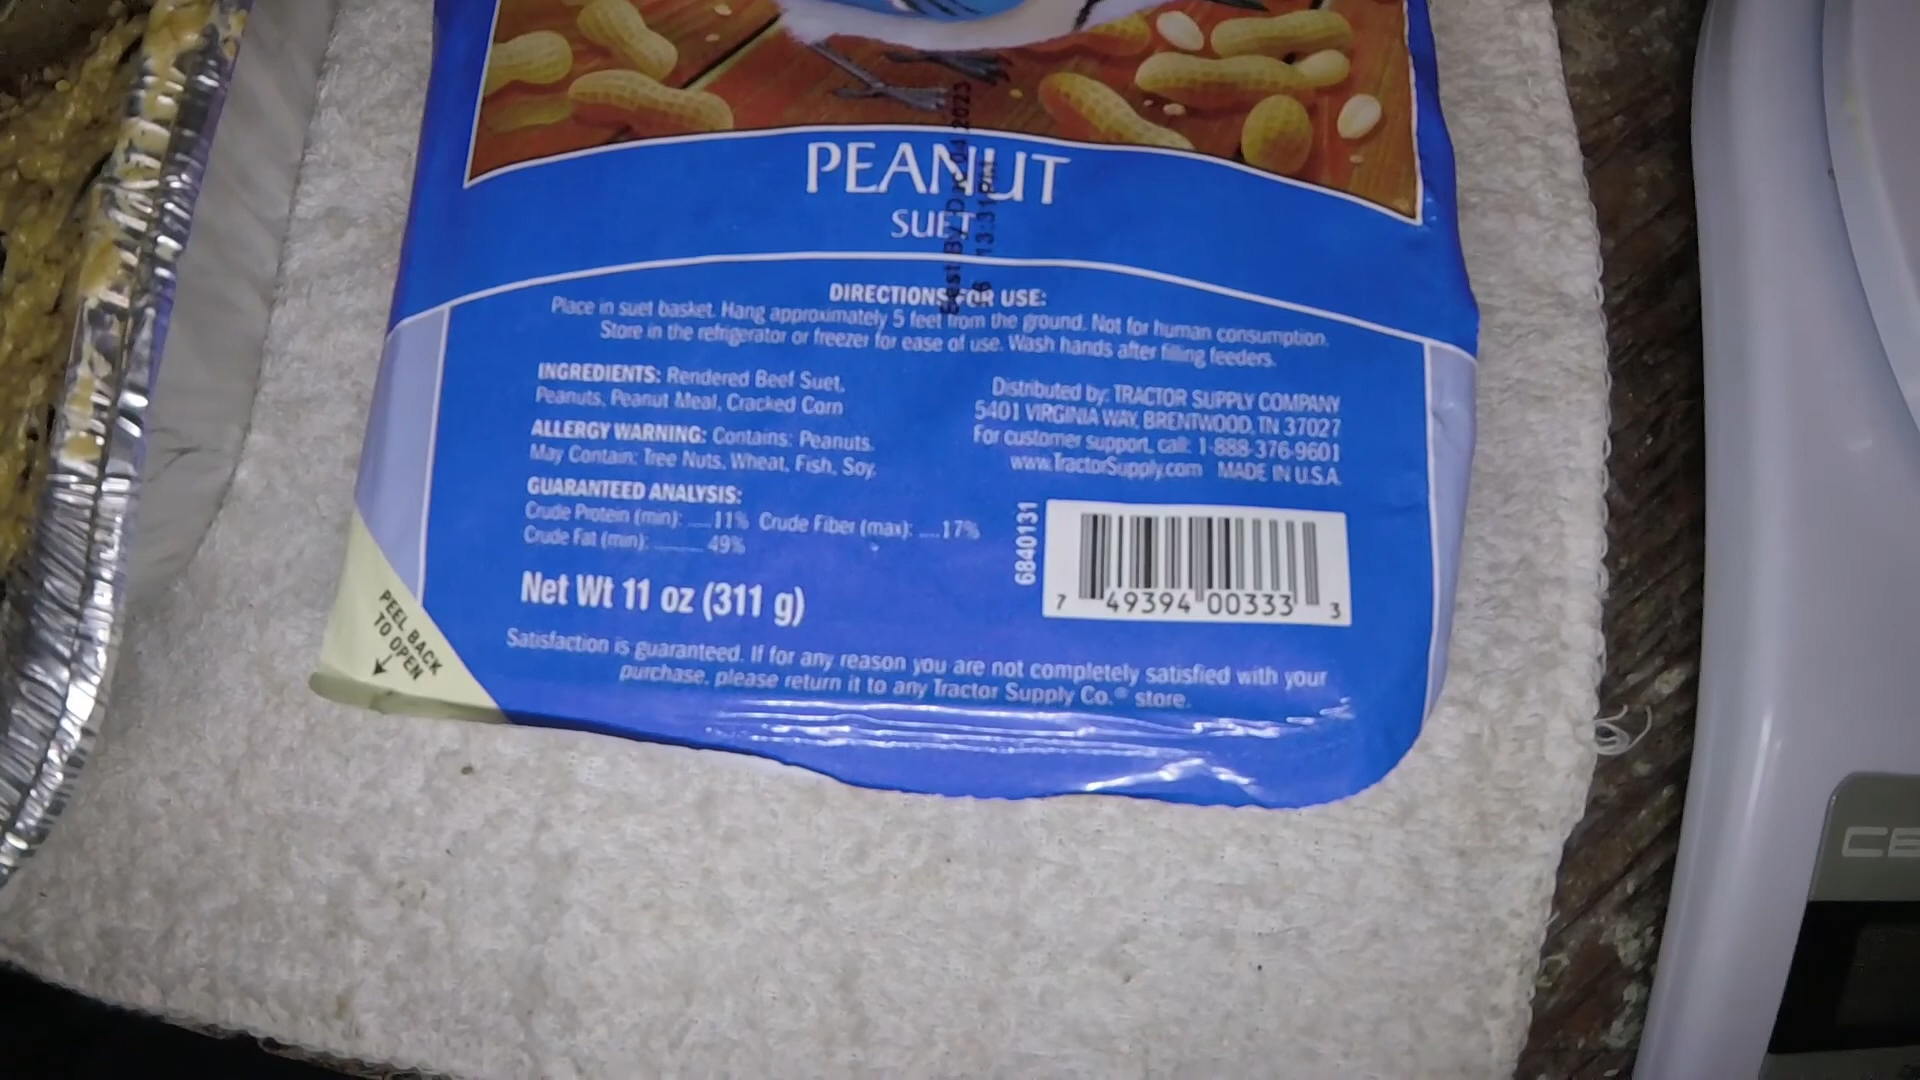 PEANUT
SUET
DIRECTIONS FOR USE:
Place in suet basket. Hang approximately 5 feet from the ground. Not for human consumption.
Store in the refrigerator or freezer for ease of use. Wash hands after filling feeders.
INGREDIENTS: Rendered Beef Suet,
Peanuts, Peanut Meal, Cracked Corn
ALLERGY WARNING: Contains: Peanuts.
May Contain: Tree Nuts, Wheat, Fish, Soy.
GUARANTEED ANALYSIS:
Crude Protein (min): ......11% Crude Fiber (max): ....17%
Crude Fat (min): ............ 49%
Net Wt 11 oz (311 g)
Distributed by: TRACTOR SUPPLY COMPANY
5401 VIRGINIA WAY, BRENTWOOD, TN 37027
For customer support, call: 1-888-376-9601
www.TractorSupply.com MADE IN U.S.A.
6840131
7 49394 00333 3
Satisfaction is guaranteed. If for any reason you are not completely satisfied with your
purchase, please return it to any Tractor Supply Co.® store.
PEEL BACK
TO OPEN
2023
13:31